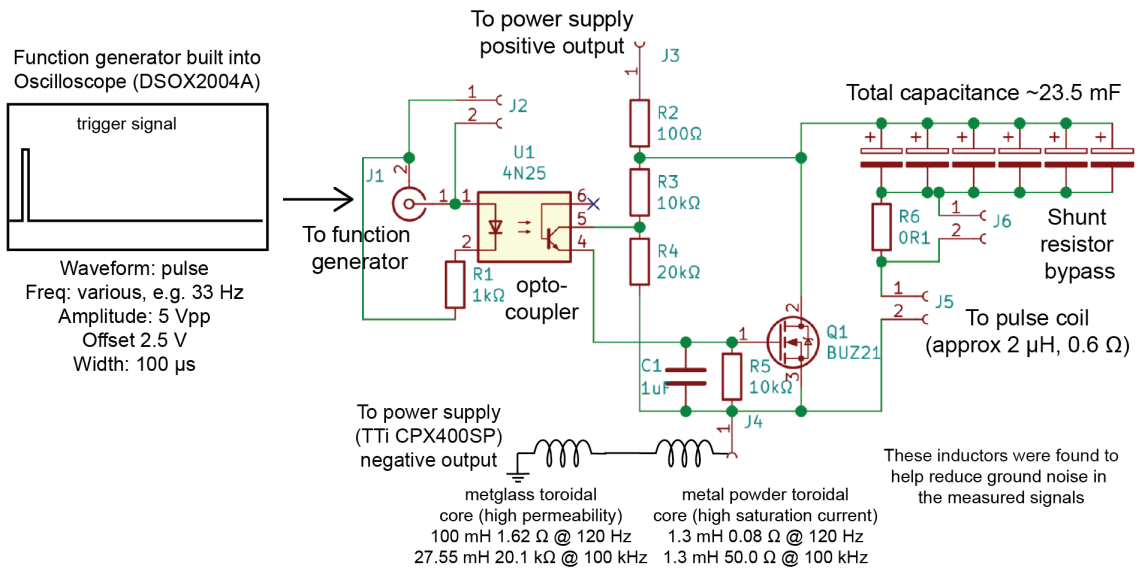 To power supply
positive output
J3
1
Function generator built into
Oscilloscope (DSOX2004A)
trigger signal
Waveform: pulse
Freq: various, e.g. 33 Hz
Amplitude: 5 Vpp
Offset 2.5 V
Width: 100 µs
To function
generator
J1
2
1
1
2
J2
U1
4N25
1
2
6
5
4
R1
1kΩ
opto-
coupler
R2
100Ω
R3
10kΩ
R4
20kΩ
Total capacitance ~23.5 mF
+
+
+
+
+
+
R6
0R1
1
2
J6
Shunt
resistor
bypass
1
2
J5
To pulse coil
(approx 2 µH, 0.6 Ω)
2
1
3
Q1
BUZ21
C1
1uF
R5
10kΩ
J4
1
To power supply
(TTi CPX400SP)
negative output
metglass toroidal
core (high permeability)
100 mH 1.62 Ω @ 120 Hz
27.55 mH 20.1 kΩ @ 100 kHz
metal powder toroidal
core (high saturation current)
1.3 mH 0.08 Ω @ 120 Hz
1.3 mH 50.0 Ω @ 100 kHz
These inductors were found to
help reduce ground noise in
the measured signals